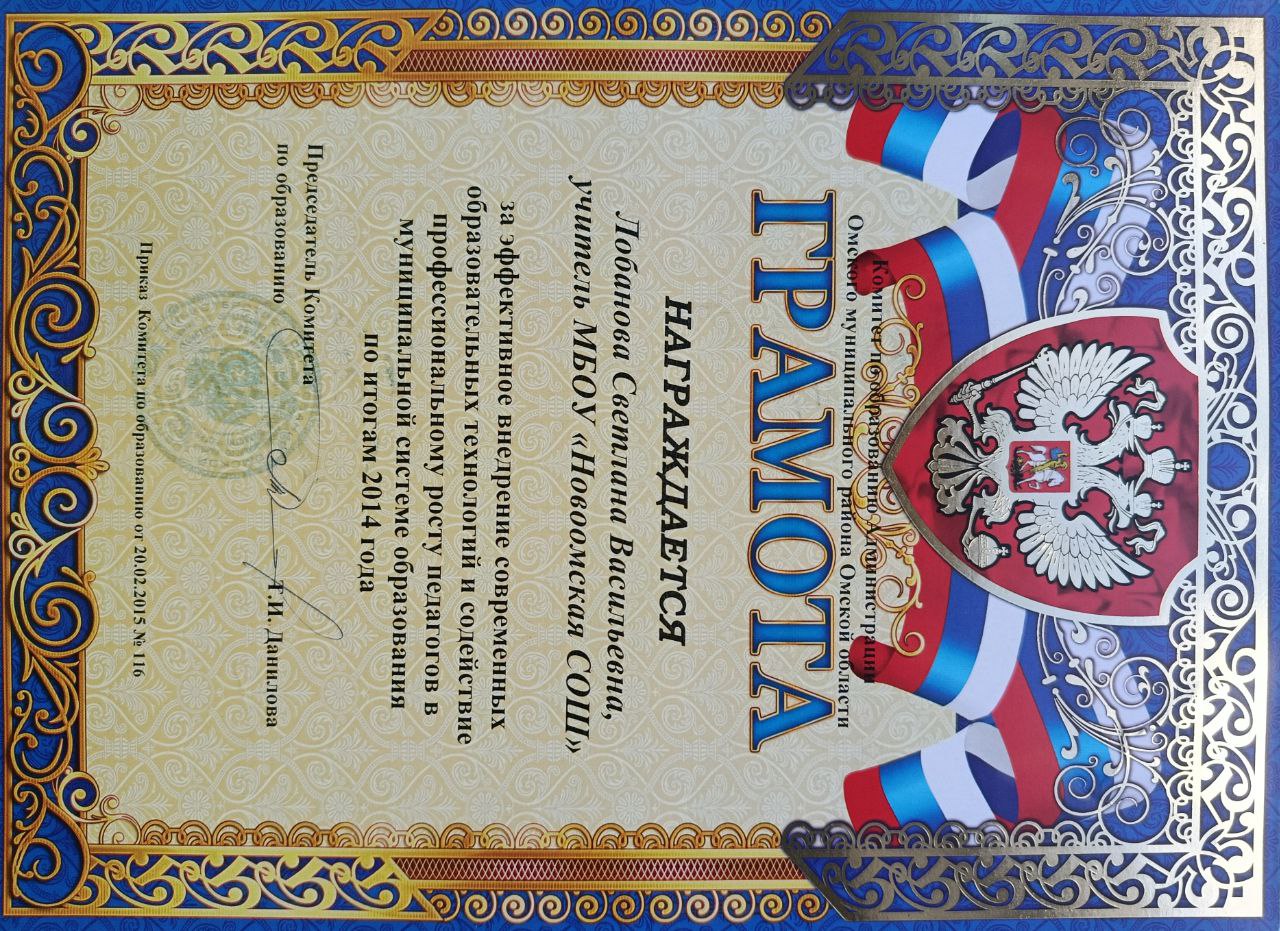 Комитет по образованию Администрации
Омского муниципального района Омской области
ГРАМОТА
НАГРАЖДАЕТСЯ
Лобанова Светлана Васильевна,
учитель МБОУ «Новоомская СОШ»
за эффективное внедрение современных
образовательных технологий и содействие
профессиональному росту педагогов в
муниципальной системе образования
по итогам 2014 года
Председатель Комитета
по образованию Т.И. Данилова
Приказ Комитета по образованию от 20.02.2015 № 116